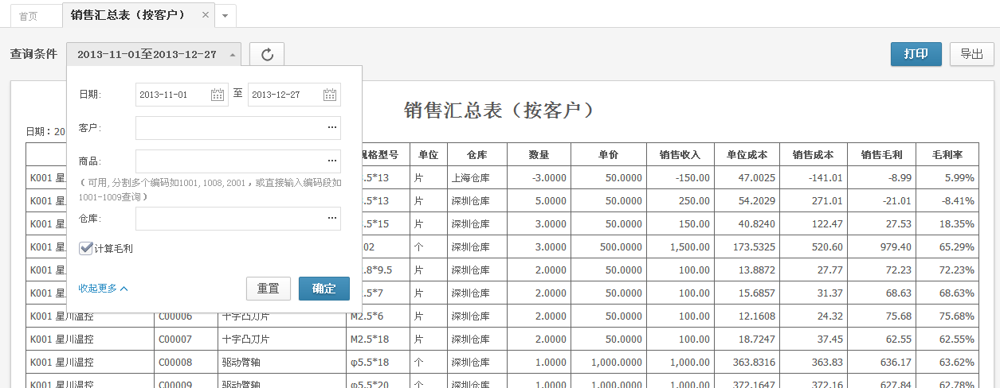 首页 销售汇总表（按客户） ×
查询条件 2013-11-01至2013-12-27 打印 导出
日期: 2013-11-01 至 2013-12-27
客户: ...
商品: ...
（可用,分割多个编码如1001,1008,2001，或直接输入编码段如
1001-1009查询）
仓库: ...
计算毛利
收起更多 重置 确定
销售汇总表（按客户）
日期：20
规格型号 单位 仓库 数量 单价 销售收入 单位成本 销售成本 销售毛利 毛利率
K001 星 .5*13 片 上海仓库 -3.0000 50.0000 -150.00 47.0025 -141.01 -8.99 5.99%
K001 星 .5*13 片 深圳仓库 5.0000 50.0000 250.00 54.2029 271.01 -21.01 -8.41%
K001 星 .5*15 片 深圳仓库 3.0000 50.0000 150.00 40.8240 122.47 27.53 18.35%
K001 星 02 个 深圳仓库 3.0000 500.0000 1,500.00 173.5325 520.60 979.40 65.29%
K001 星 .8*9.5 片 深圳仓库 2.0000 50.0000 100.00 13.8872 27.77 72.23 72.23%
K001 星 .5*7 片 深圳仓库 2.0000 50.0000 100.00 15.6857 31.37 68.63 68.63%
K001 星川温控 C00006 十字凸刀片 M2.5*6 片 深圳仓库 2.0000 50.0000 100.00 12.1608 24.32 75.68 75.68%
K001 星川温控 C00007 十字凸刀片 M2.5*18 片 深圳仓库 2.0000 50.0000 100.00 18.7247 37.45 62.55 62.55%
K001 星川温控 C00008 驱动臂轴 φ5.5*18 个 深圳仓库 1.0000 1,000.0000 1,000.00 363.8316 363.83 636.17 63.62%
K001 星川温控 C00009 驱动臂轴 φ5.5*20 个 深圳仓库 1.0000 1,000.0000 1,000.00 372.1647 372.16 627.84 62.78%